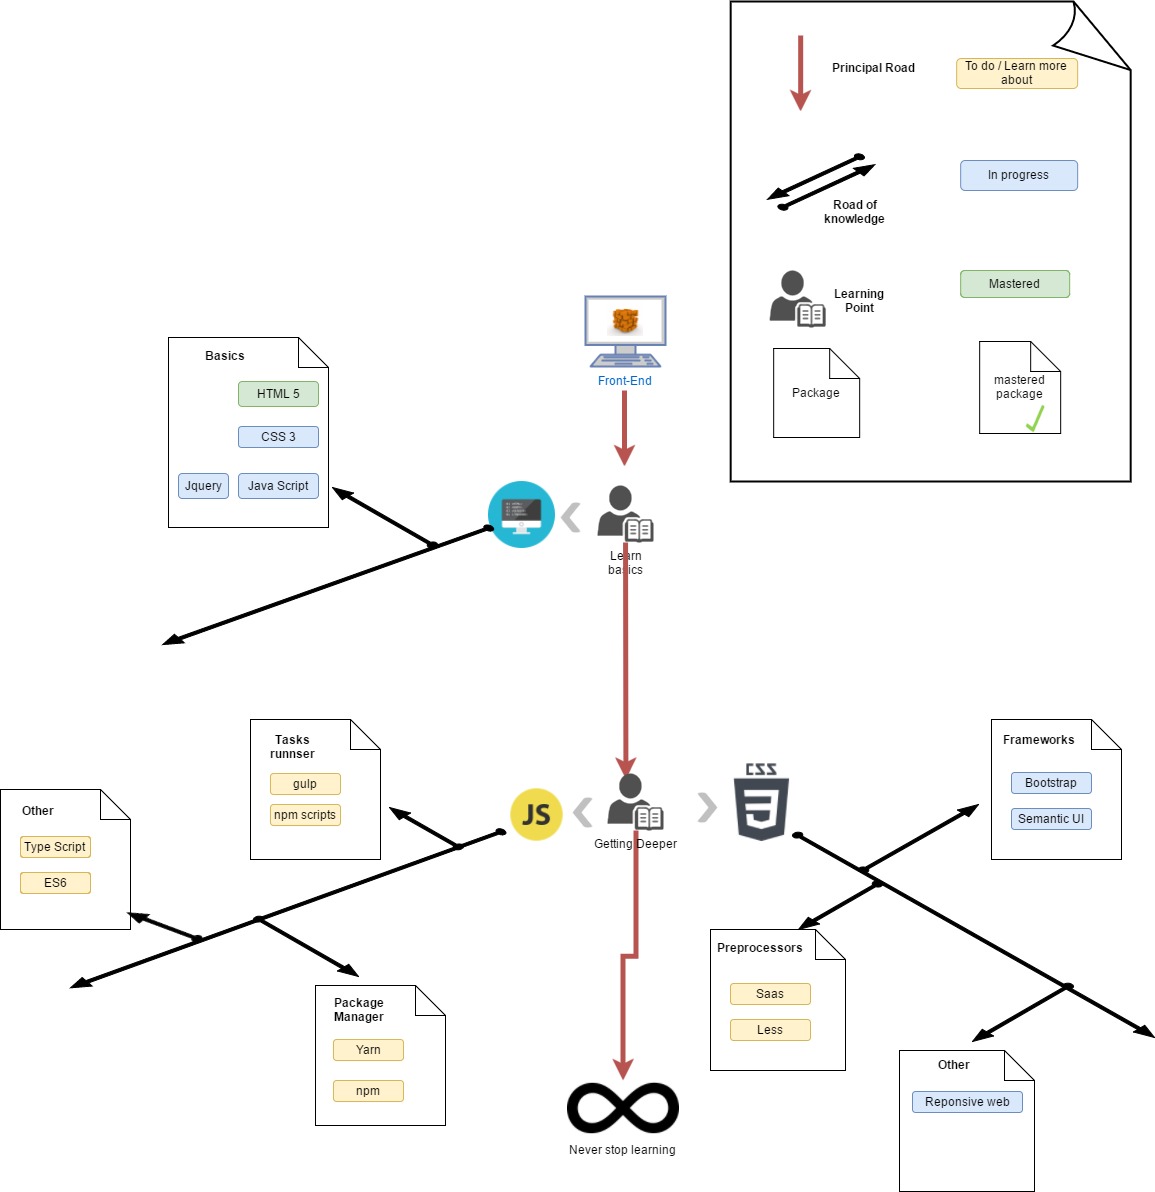 Principal Road
To do / Learn more
about
In progress
Road of
knowledge
Learning
Point
Mastered
Package
mastered
package
Front-End
Basics
HTML 5
CSS 3
Jquery
Java Script
Learn
basics
Tasks
runnser
gulp
npm scripts
Other
Type Script
ES6
JS
Getting Deeper
CSS
Frameworks
Bootstrap
Semantic UI
Preprocessors
Saas
Less
Package
Manager
Yarn
npm
Other
Reponsive web
Never stop learning